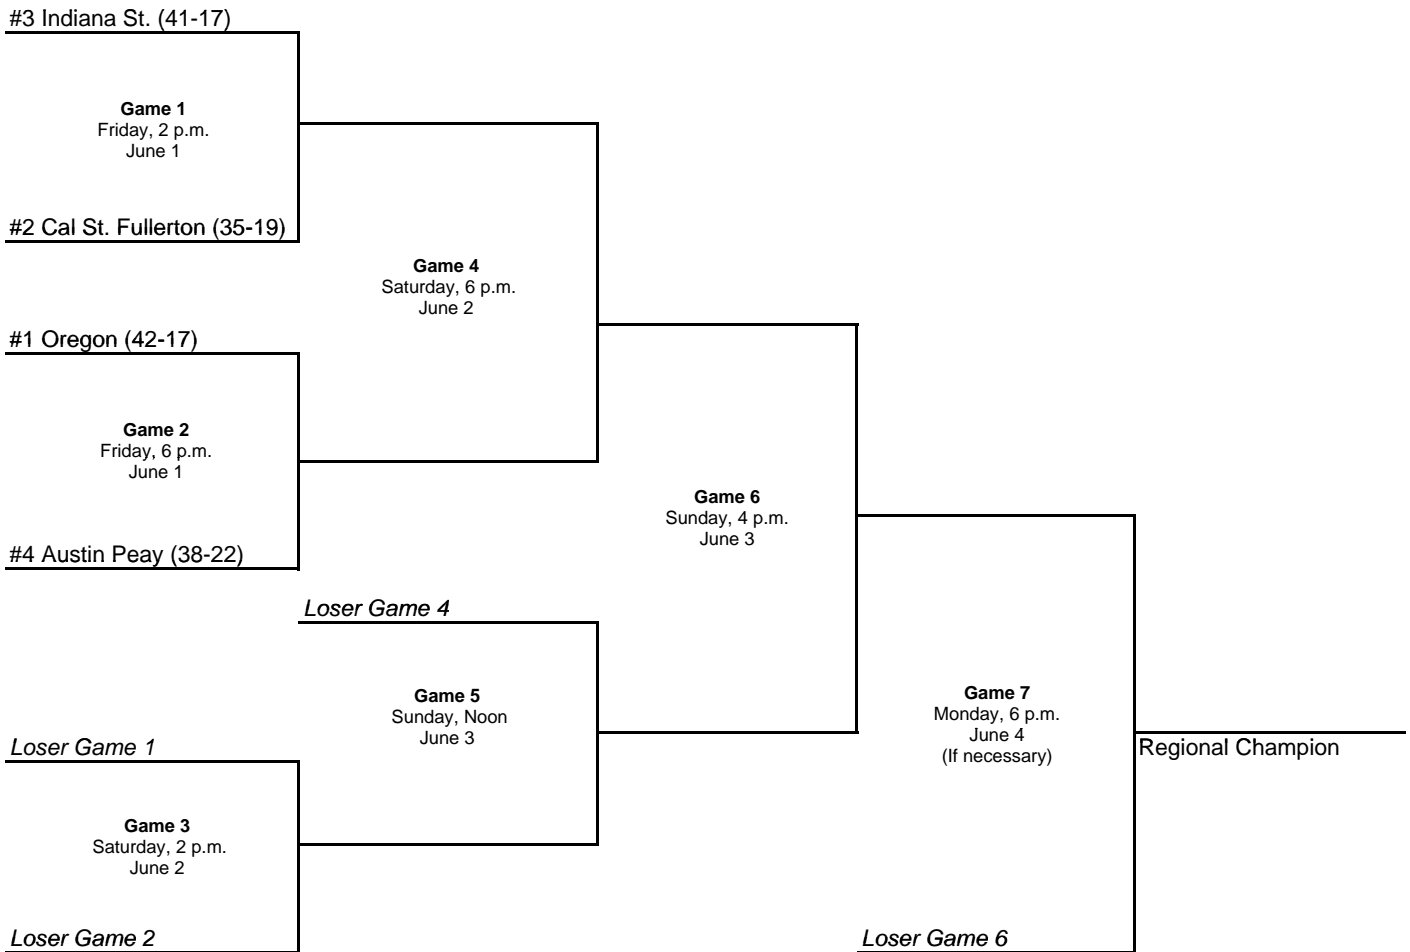 #3 Indiana St. (41-17)
Game 1
Friday, 2 p.m.
June 1
#2 Cal St. Fullerton (35-19)
Game 4
Saturday, 6 p.m.
June 2
#1 Oregon (42-17)
Game 2
Friday, 6 p.m.
June 1
#4 Austin Peay (38-22)
Game 6
Sunday, 4 p.m.
June 3
Loser Game 4
Game 5
Sunday, Noon
June 3
Game 7
Monday, 6 p.m.
June 4
(If necessary)
Regional Champion
Loser Game 1
Game 3
Saturday, 2 p.m.
June 2
Loser Game 2
Loser Game 6